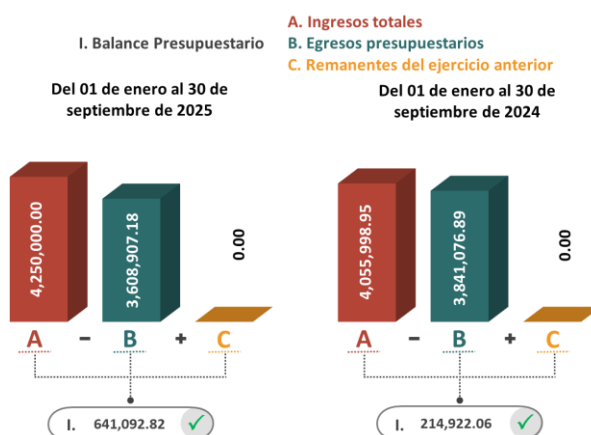 I. Balance Presupuestario
A. Ingresos totales
B. Egresos presupuestarios
C. Remanentes del ejercicio anterior
Del 01 de enero al 30 de
septiembre de 2025
4,250,000.00
3,608,907.18
0.00
A - B + C
I. 641,092.82
Del 01 de enero al 30 de
septiembre de 2024
4,055,998.95
3,841,076.89
0.00
A - B + C
I. 214,922.06